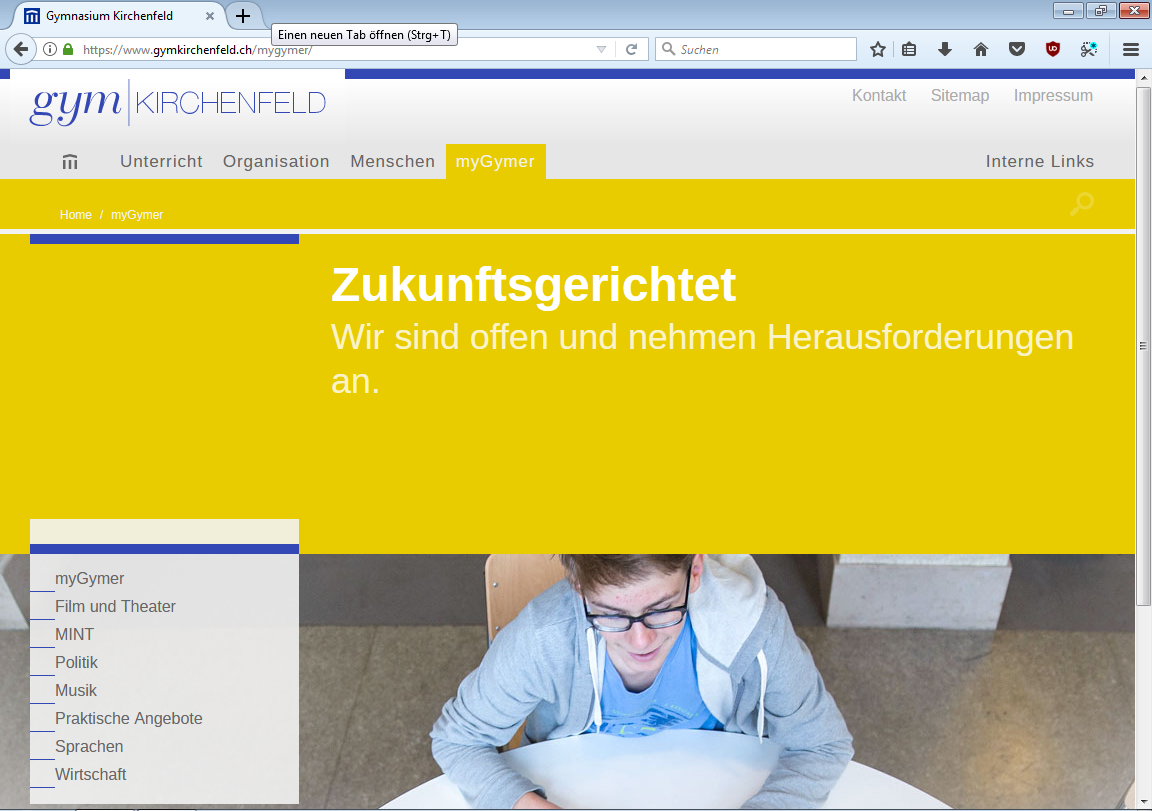 Gymnasium Kirchenfeld
Einen neuen Tab öffnen (Strg+T)
https://www.gymkirchenfeld.ch/mygymer/
Suchen
gym KIRCHENFELD
Kontakt Sitemap Impressum
Unterricht Organisation Menschen myGymer Interne Links
Home / myGymer
Zukunftsgerichtet
Wir sind offen und nehmen Herausforderungen
an.
myGymer
Film und Theater
MINT
Politik
Musik
Praktische Angebote
Sprachen
Wirtschaft